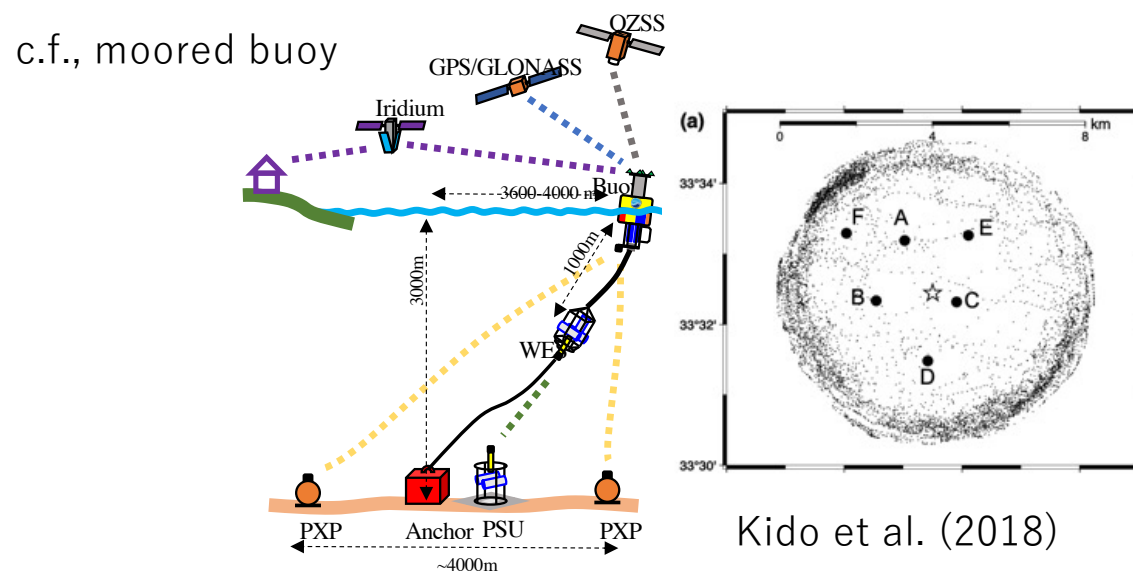 c.f., moored buoy
QZSS
GPS/GLONASS
Iridium
Buoy
3600-4000 m
1000m
3000m
WE
PXP
Anchor
PSU
PXP
~4000m
(a)
0
4
8
km
33°34'
33°32'
33°30'
F
A
E
B
C
D
Kido et al. (2018)